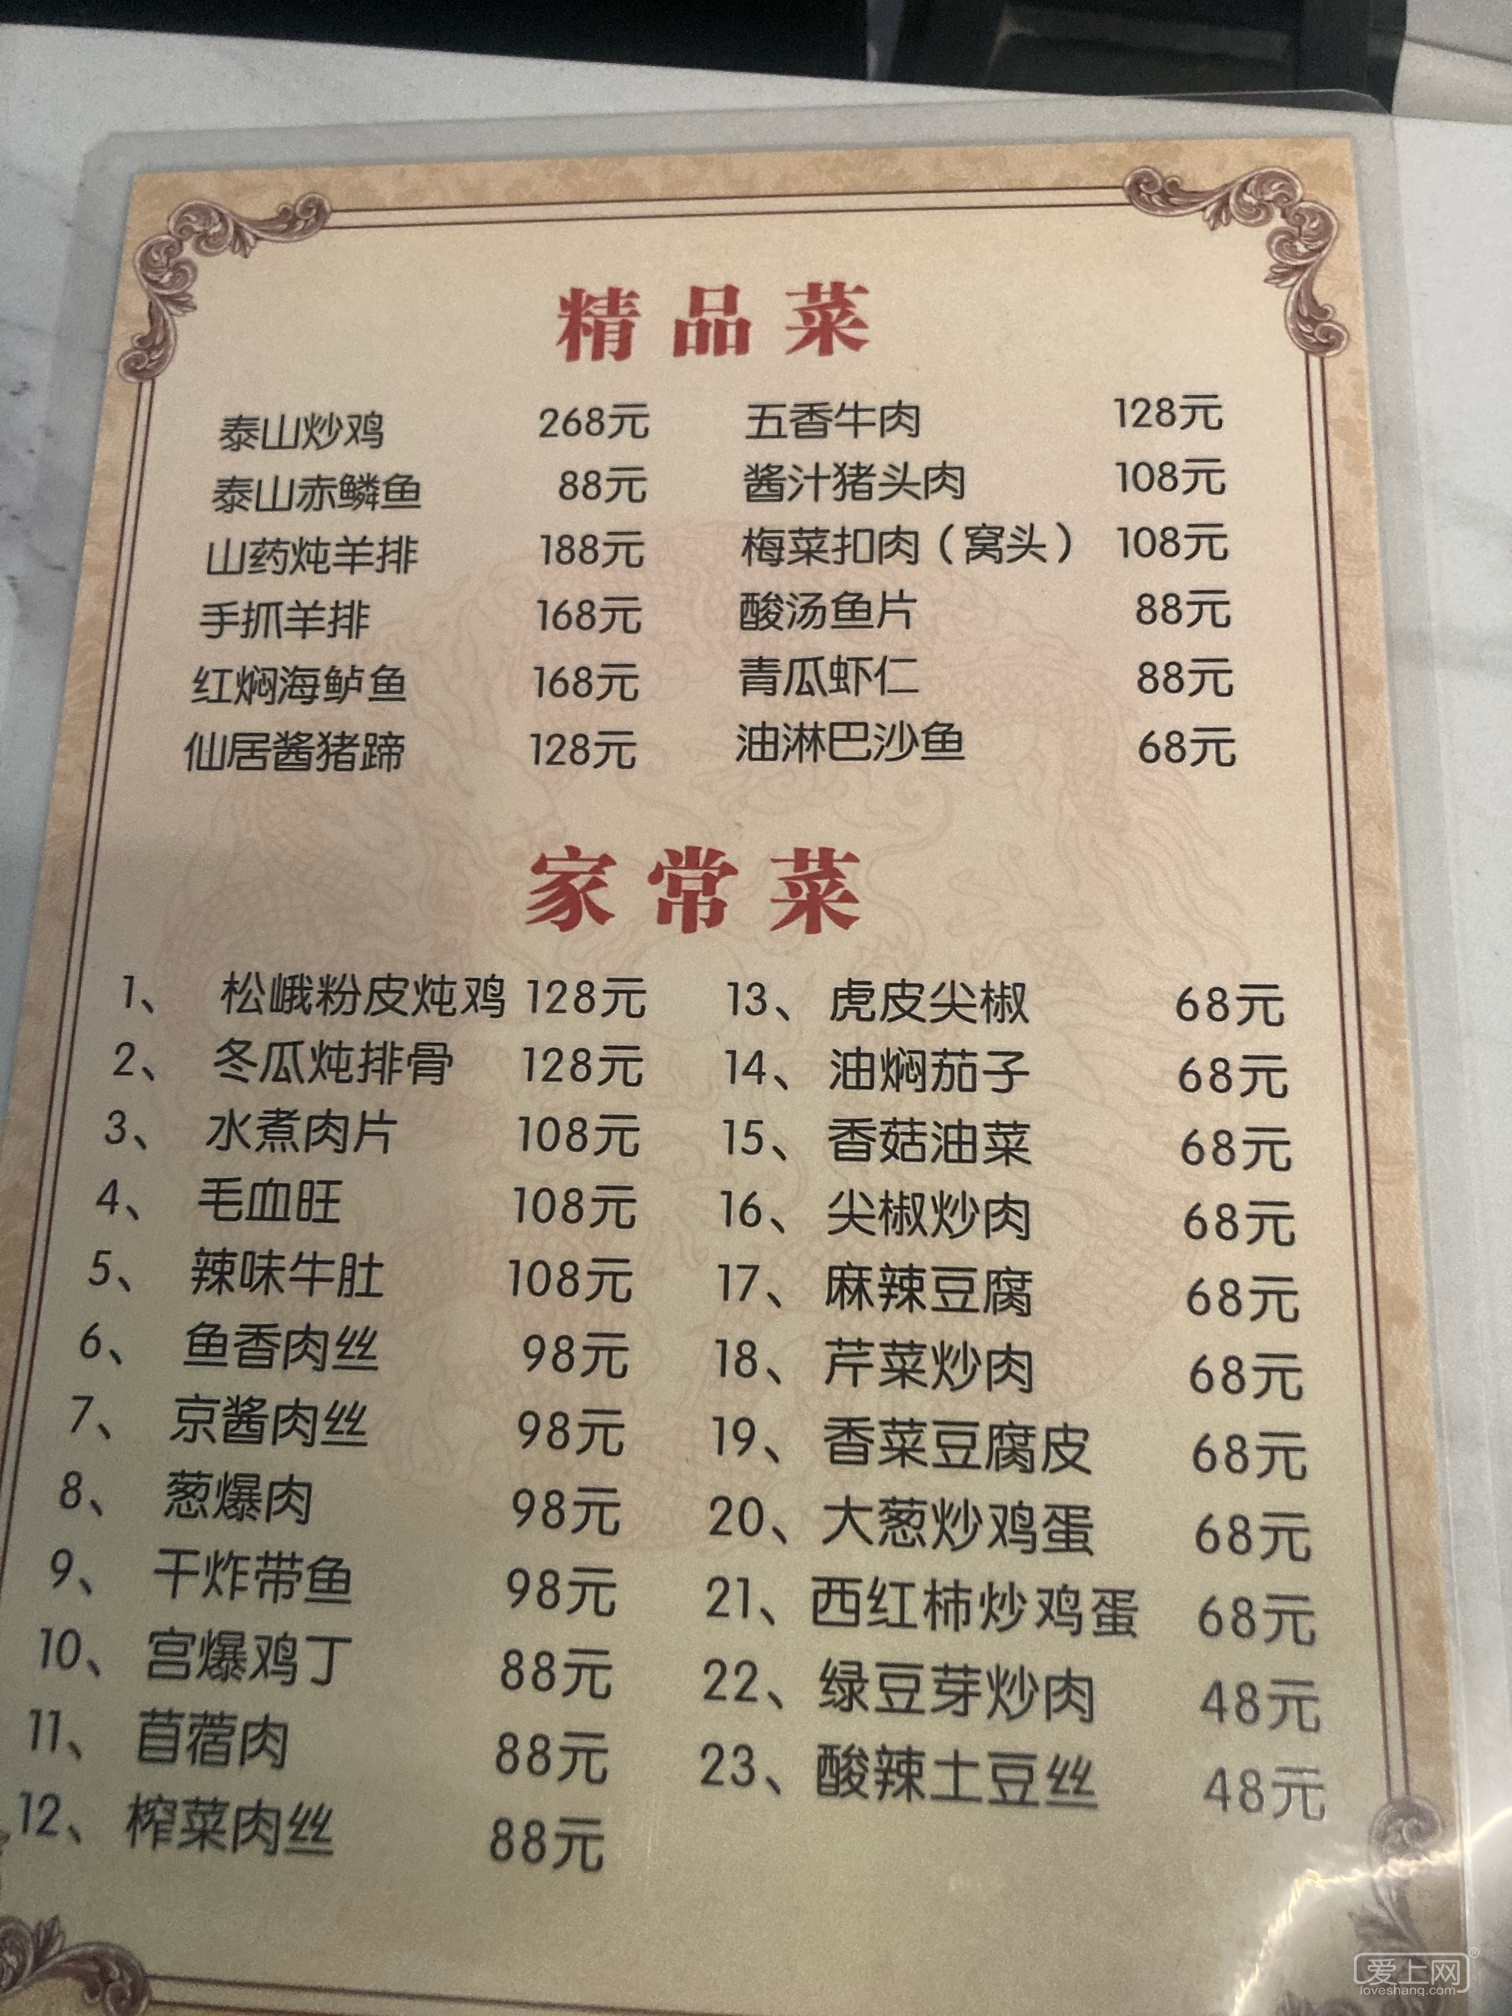 精品菜
泰山炒鸡 268元 五香牛肉 128元
泰山赤鳞鱼 88元 酱汁猪头肉 108元
山药炖羊排 188元 梅菜扣肉（窝头） 108元
手抓羊排 168元 酸汤鱼片 88元
红焖海鲈鱼 168元 青瓜虾仁 88元
仙居酱猪蹄 128元 油淋巴沙鱼 68元
家常菜
1、 松峨粉皮炖鸡 128元 13、虎皮尖椒 68元
2、 冬瓜炖排骨 128元 14、油焖茄子 68元
3、 水煮肉片 108元 15、香菇油菜 68元
4、 毛血旺 108元 16、尖椒炒肉 68元
5、 辣味牛肚 108元 17、麻辣豆腐 68元
6、 鱼香肉丝 98元 18、芹菜炒肉 68元
7、 京酱肉丝 98元 19、香菜豆腐皮 68元
8、 葱爆肉 98元 20、大葱炒鸡蛋 68元
9、 干炸带鱼 98元 21、西红柿炒鸡蛋 68元
10、宫爆鸡丁 88元 22、绿豆芽炒肉 48元
11、苜蓿肉 88元 23、酸辣土豆丝 48元
12、榨菜肉丝 88元
爱上网®
loveshang.com